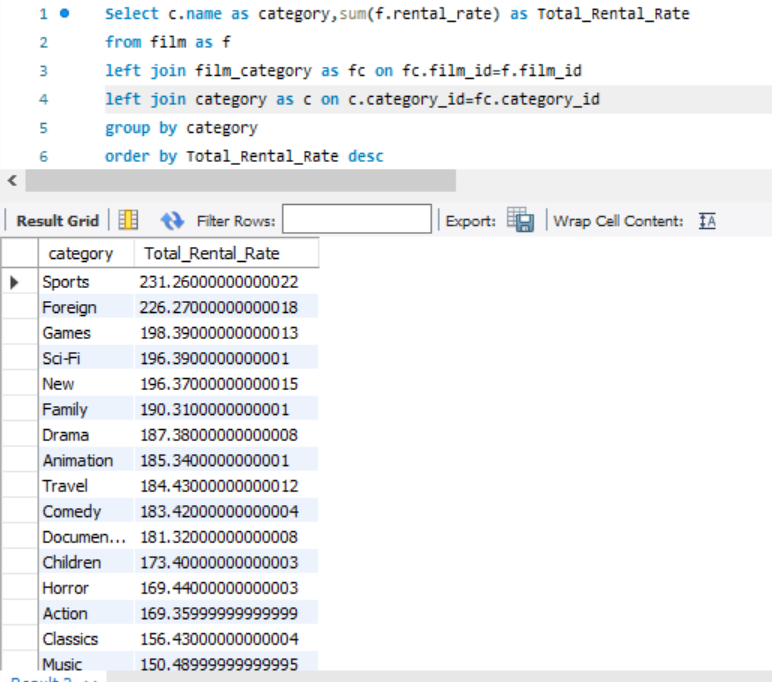 1 Select c.name as category,sum(f.rental_rate) as Total_Rental_Rate
2 from film as f
3 left join film_category as fc on fc.film_id=f.film_id
4 left join category as c on c.category_id=fc.category_id
5 group by category
6 order by Total_Rental_Rate desc
Result Grid Filter Rows: Export: Wrap Cell Content: IA
category Total_Rental_Rate
Sports 231.26000000000022
Foreign 226.27000000000018
Games 198.39000000000013
Sci-Fi 196.3900000000001
New 196.37000000000015
Family 190.3100000000001
Drama 187.38000000000008
Animation 185.3400000000001
Travel 184.43000000000012
Comedy 183.42000000000004
Documen... 181.32000000000008
Children 173.40000000000003
Horror 169.44000000000003
Action 169.35999999999999
Classics 156.43000000000004
Music 150.48999999999995